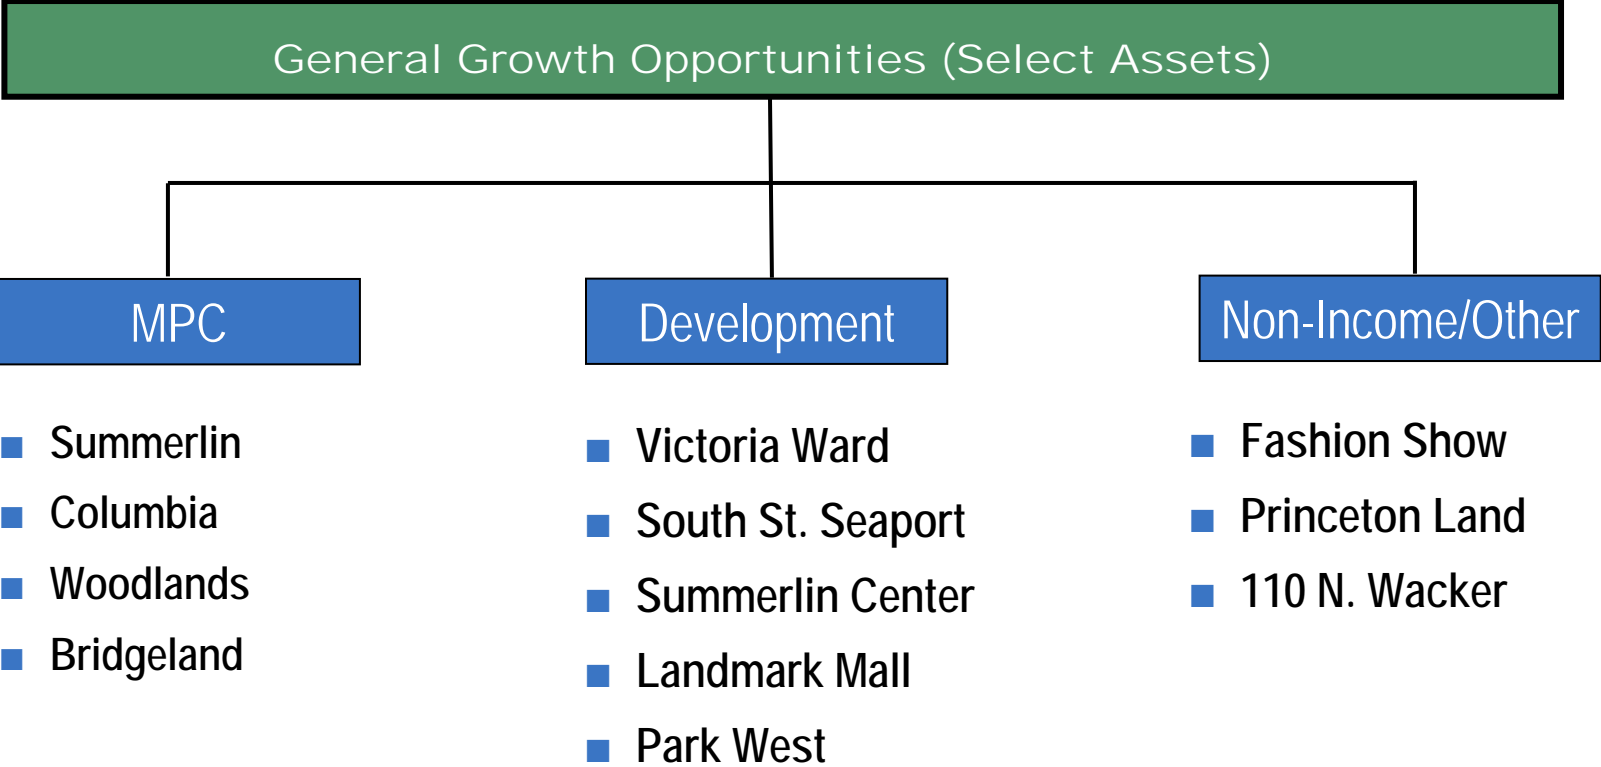 General Growth Opportunities (Select Assets)
MPC
Summerlin
Columbia
Woodlands
Bridgeland
Development
Victoria Ward
South St. Seaport
Summerlin Center
Landmark Mall
Park West
Non-Income/Other
Fashion Show
Princeton Land
110 N. Wacker